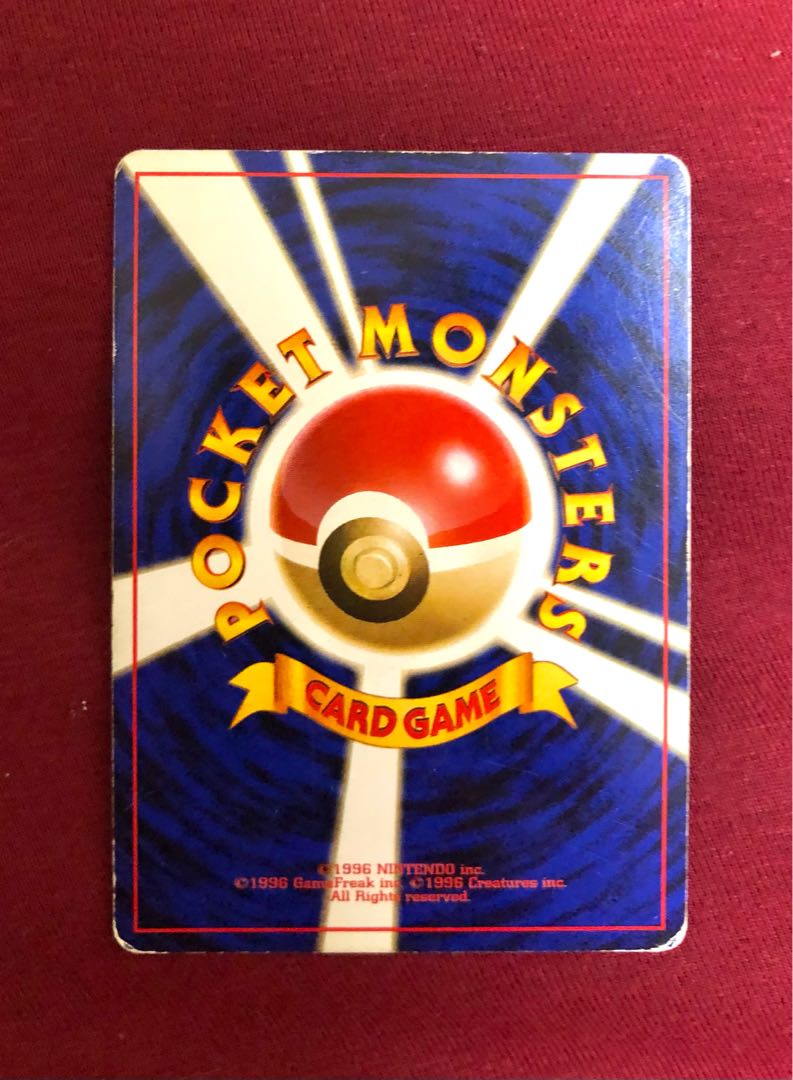 POCKET MONSTERS
CARD GAME
©1996 NINTENDO inc.
©1996 GameFreak inc. ©1996 Creatures inc.
All Rights reserved.